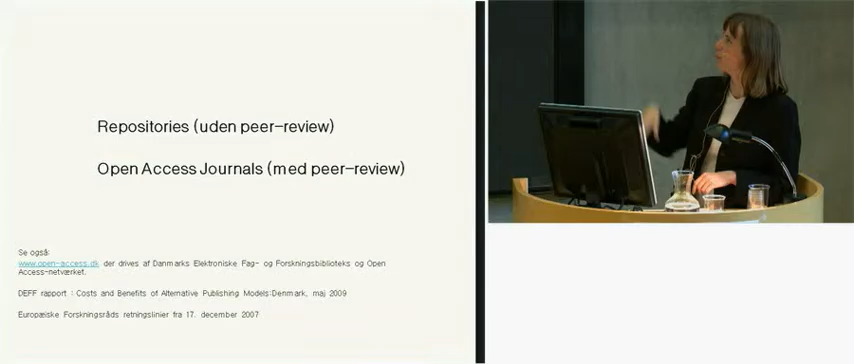 Repositories (uden peer-review)
Open Access Journals (med peer-review)
Se også:
www.open-access.dk der drives af Danmarks Elektroniske Fag- og Forskningsbiblioteks og Open
Access-netværket.
DEFF rapport : Costs and Benefits of Alternative Publishing Models:Denmark, maj 2009
Europæiske Forskningsråds retningslinier fra 17. december 2007